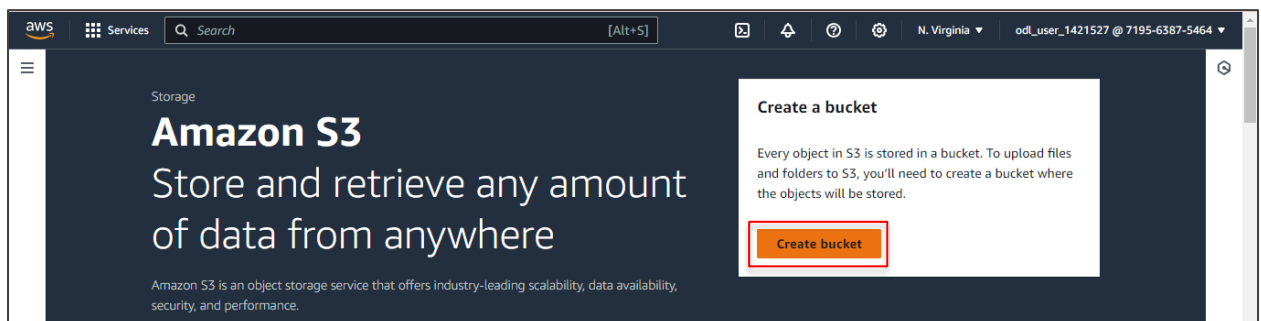 aws Services Search [Alt+S] N. Virginia odl_user_1421527 @ 7195-6387-5464
Storage
Amazon S3
Store and retrieve any amount
of data from anywhere
Amazon S3 is an object storage service that offers industry-leading scalability, data availability,
security, and performance.
Create a bucket
Every object in S3 is stored in a bucket. To upload files
and folders to S3, you'll need to create a bucket where
the objects will be stored.
Create bucket